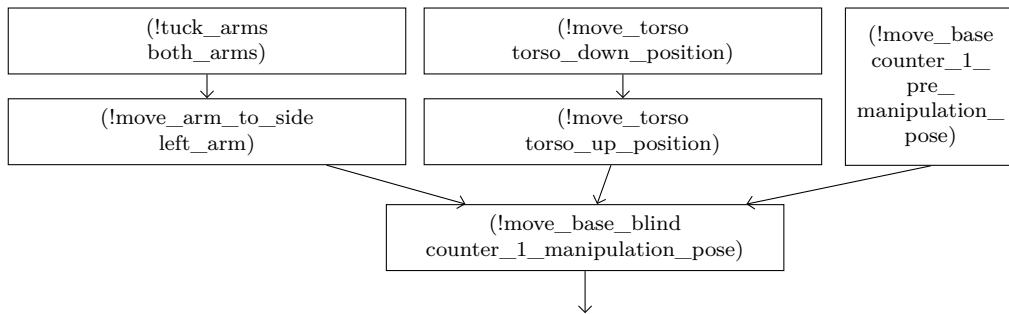 (!tuck_arms
both_arms)
(!move_torso
torso_down_position)
(!move_base
counter_1_
pre_
manipulation_
pose)
(!move_arm_to_side
left_arm)
(!move_torso
torso_up_position)
(!move_base_blind
counter_1_manipulation_pose)